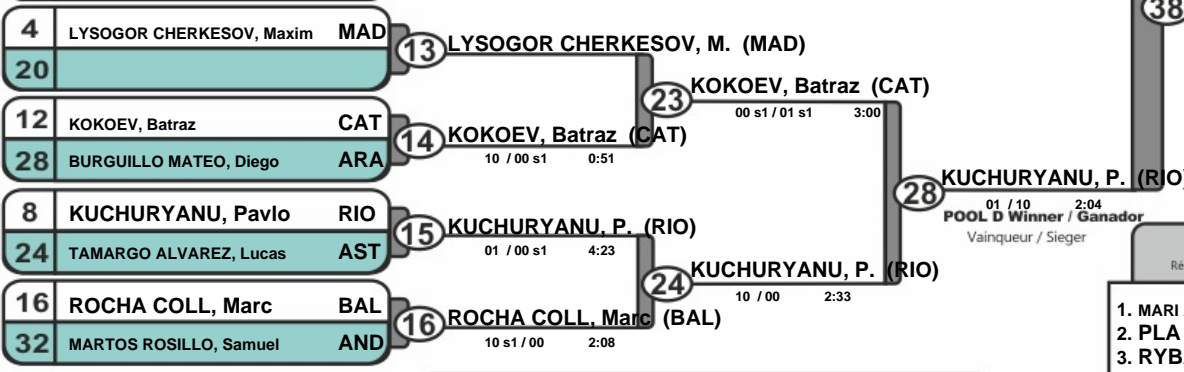 38
4 LYSOGOR CHERKESOV, Maxim MAD
20
13 LYSOGOR CHERKESOV, M. (MAD)
23 KOKOEV, Batraz (CAT)
00 s1 / 01 s1 3:00
12 KOKOEV, Batraz CAT
28 BURGUILLO MATEO, Diego ARA
14 KOKOEV, Batraz (CAT)
10 / 00 s1 0:51
28 KUCHURYANU, P. (RIO)
01 / 10 2:04
POOL D Winner / Ganador
Vainqueur / Sieger
8 KUCHURYANU, Pavlo RIO
24 TAMARGO ALVAREZ, Lucas AST
15 KUCHURYANU, P. (RIO)
01 / 00 s1 4:23
24 KUCHURYANU, P. (RIO)
10 / 00 2:33
16 ROCHA COLL, Marc BAL
32 MARTOS ROSILLO, Samuel AND
16 ROCHA COLL, Marc (BAL)
10 s1 / 00 2:08
Ré
1. MARI
2. PLA
3. RYB